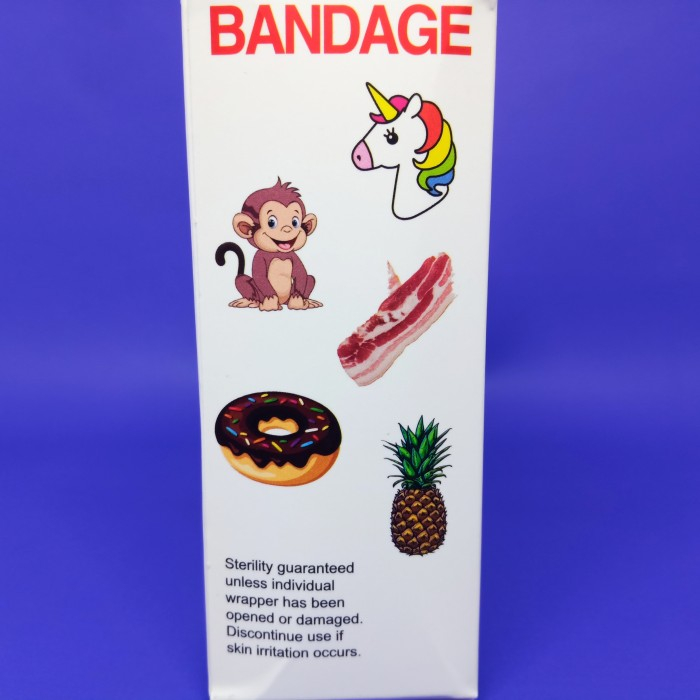 BANDAGE
Sterility guaranteed
unless individual
wrapper has been
opened or damaged.
Discontinue use if
skin irritation occurs.